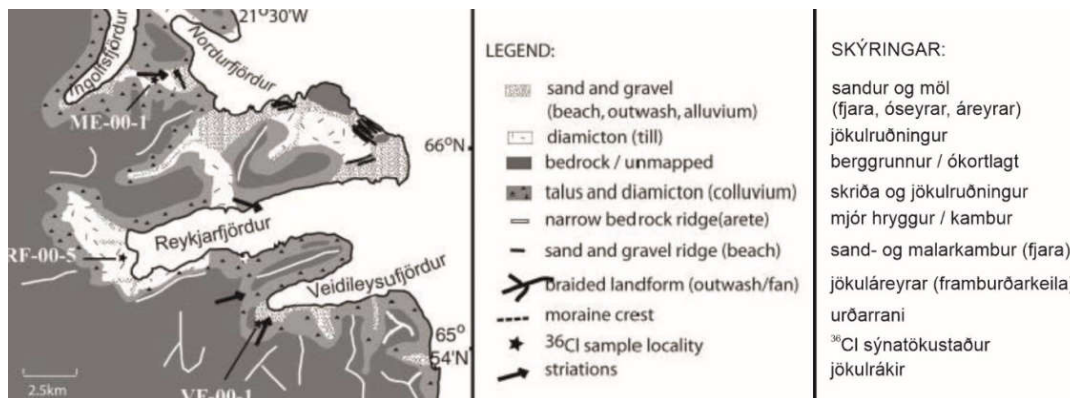 21°30'W
Ingolfsfjördur
Nordurfjördur
ME-00-1
66°N
Reykjarfjördur
RF-00-5
Veidileysufjördur
65°
54'N
VF-00-1
2.5km
LEGEND:
sand and gravel
(beach, outwash, alluvium)
diamicton (till)
bedrock / unmapped
talus and diamicton (colluvium)
narrow bedrock ridge(arete)
sand and gravel ridge (beach)
braided landform (outwash/fan)
moraine crest
³⁶Cl sample locality
striations
SKÝRINGAR:
sandur og möl
(fjara, óseyrar, áreyrar)
jökulruðningur
berggrunnur / ókortlagt
skriða og jökulruðningur
mjór hryggur / kambur
sand- og malarkambur (fjara)
jökuláreyrar (framburðarkeila)
urðarrani
³⁶Cl sýnatökustaður
jökulrákir